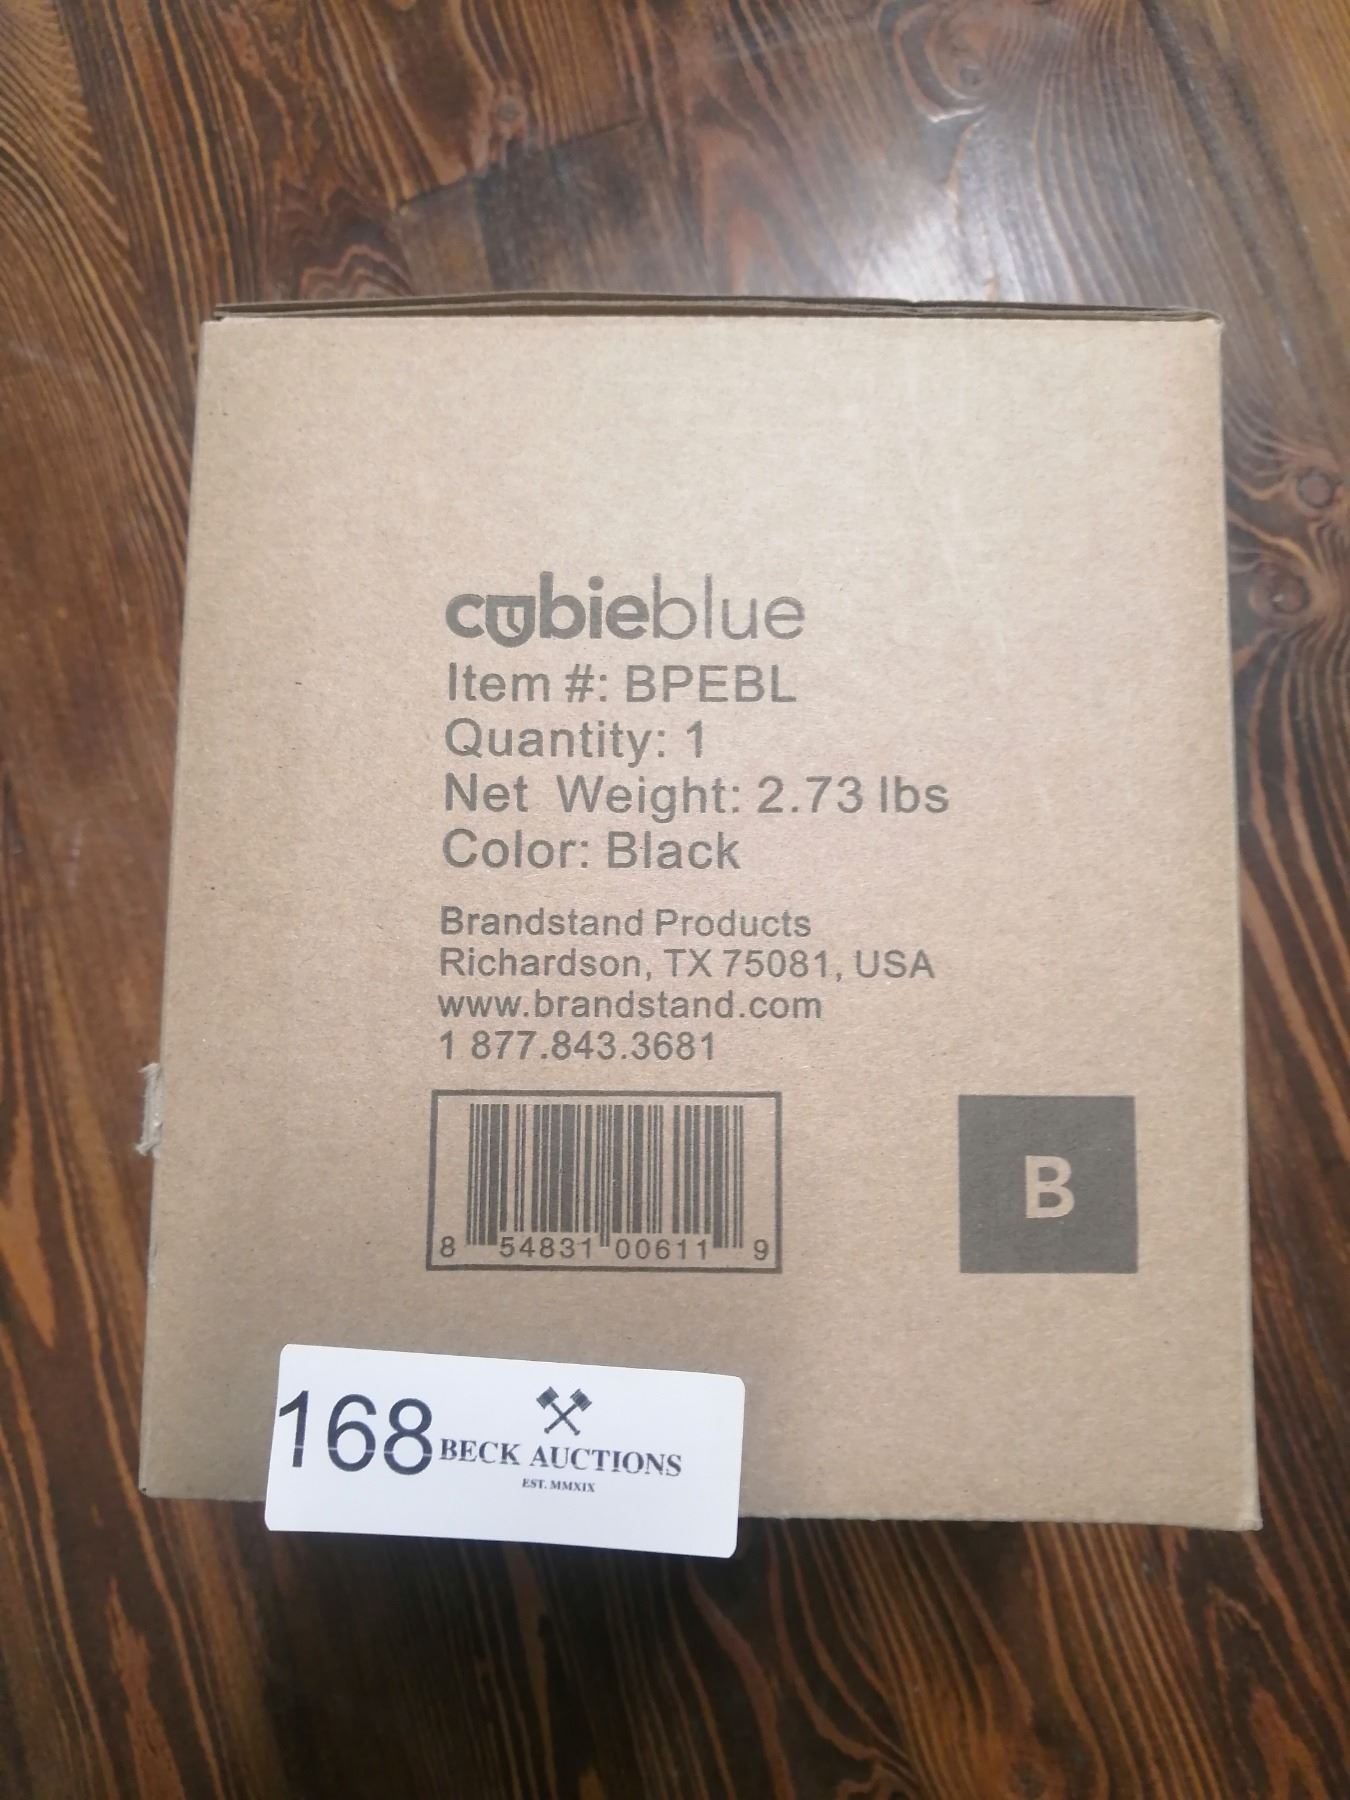 cubieblue
Item #: BPEBL
Quantity: 1
Net Weight: 2.73 lbs
Color: Black
Brandstand Products
Richardson, TX 75081, USA
www.brandstand.com
1 877.843.3681
8 54831 00611 9
B
168
BECK AUCTIONS
EST. MMXIX